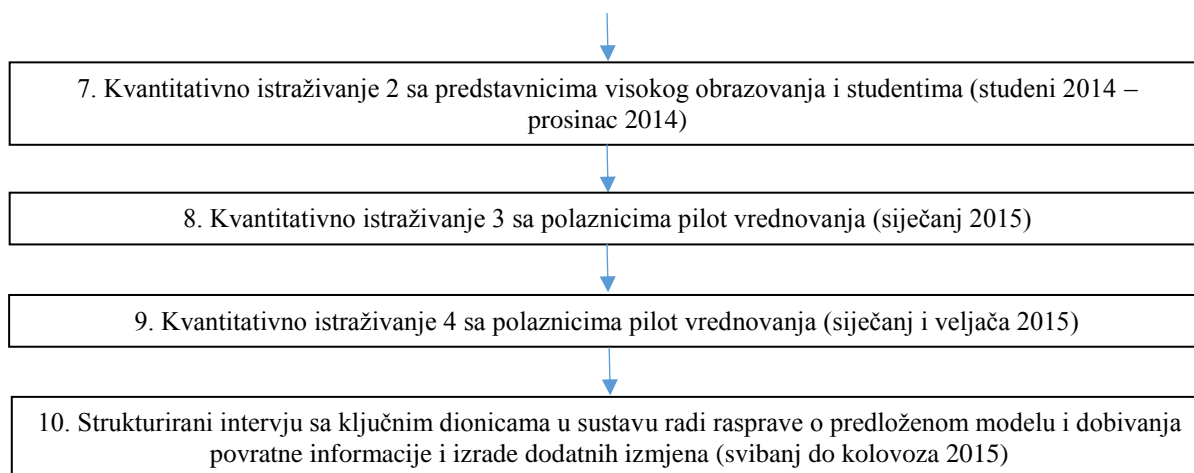 7. Kvantitativno istraživanje 2 sa predstavnicima visokog obrazovanja i studentima (studeni 2014 –
prosinac 2014)
8. Kvantitativno istraživanje 3 sa polaznicima pilot vrednovanja (siječanj 2015)
9. Kvantitativno istraživanje 4 sa polaznicima pilot vrednovanja (siječanj i veljača 2015)
10. Strukturirani intervju sa ključnim dionicama u sustavu radi rasprave o predloženom modelu i dobivanja
povratne informacije i izrade dodatnih izmjena (svibanj do kolovoza 2015)